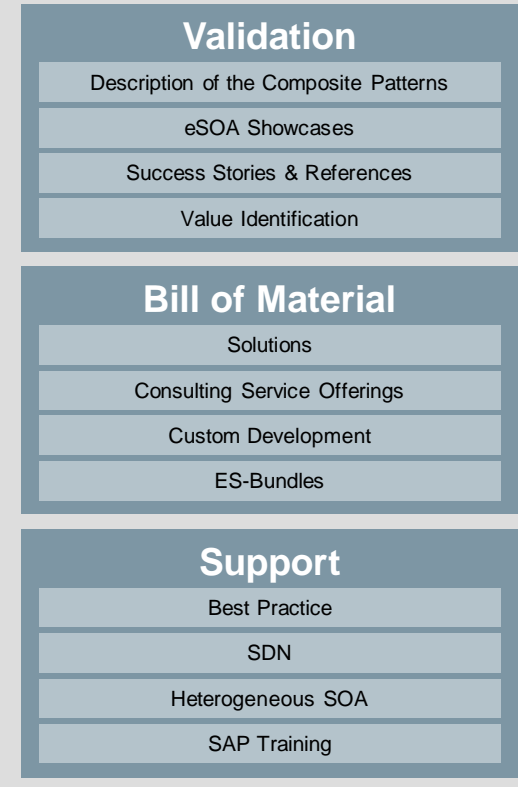 Validation
Description of the Composite Patterns
eSOA Showcases
Success Stories & References
Value Identification
Bill of Material
Solutions
Consulting Service Offerings
Custom Development
ES-Bundles
Support
Best Practice
SDN
Heterogeneous SOA
SAP Training